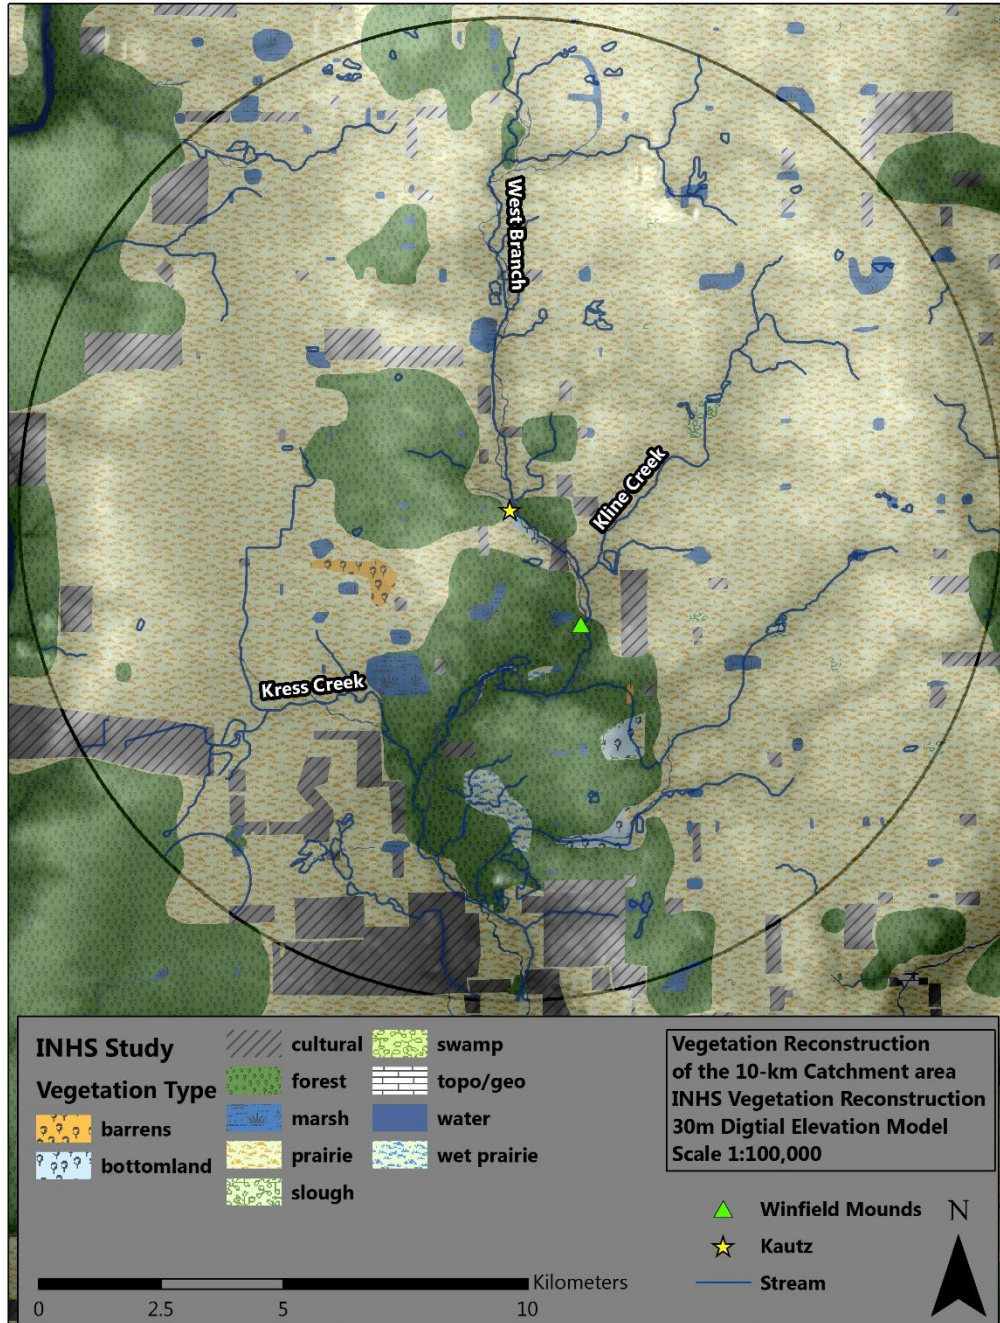 West Branch
Kline Creek
Kress Creek
INHS Study
Vegetation Type
barrens
bottomland
cultural
forest
marsh
prairie
slough
swamp
topo/geo
water
wet prairie
Vegetation Reconstruction
of the 10-km Catchment area
INHS Vegetation Reconstruction
30m Digtial Elevation Model
Scale 1:100,000
Winfield Mounds
Kautz
Stream
N
Kilometers
0 2.5 5 10